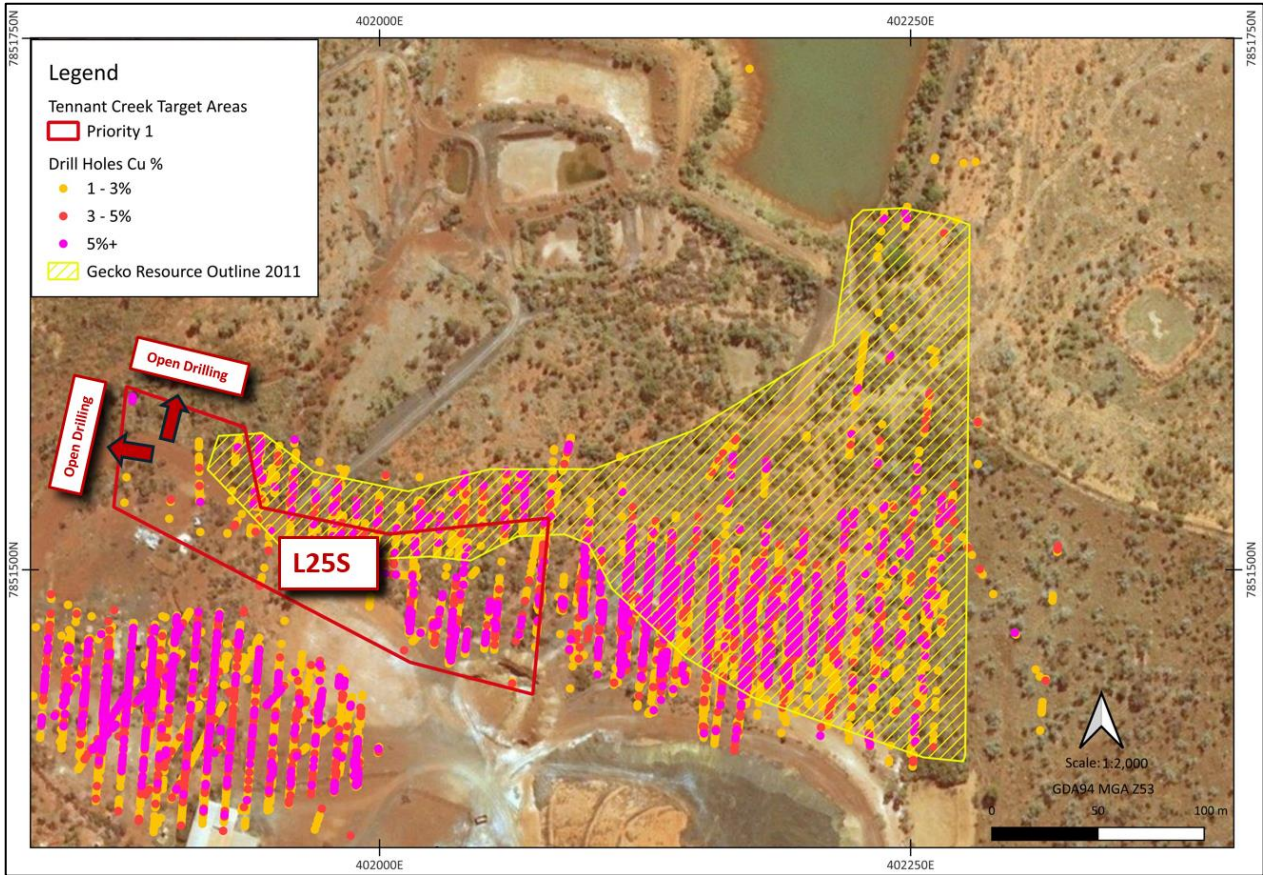 402000E
402250E
7851750N
7851750N
Legend
Tennant Creek Target Areas
Priority 1
Drill Holes Cu %
1 - 3%
3 - 5%
5%+
Gecko Resource Outline 2011
Open Drilling
Open Drilling
L25S
7851500N
7851500N
Scale: 1:2,000
GDA94 MGA Z53
0
50
100 m
402000E
402250E